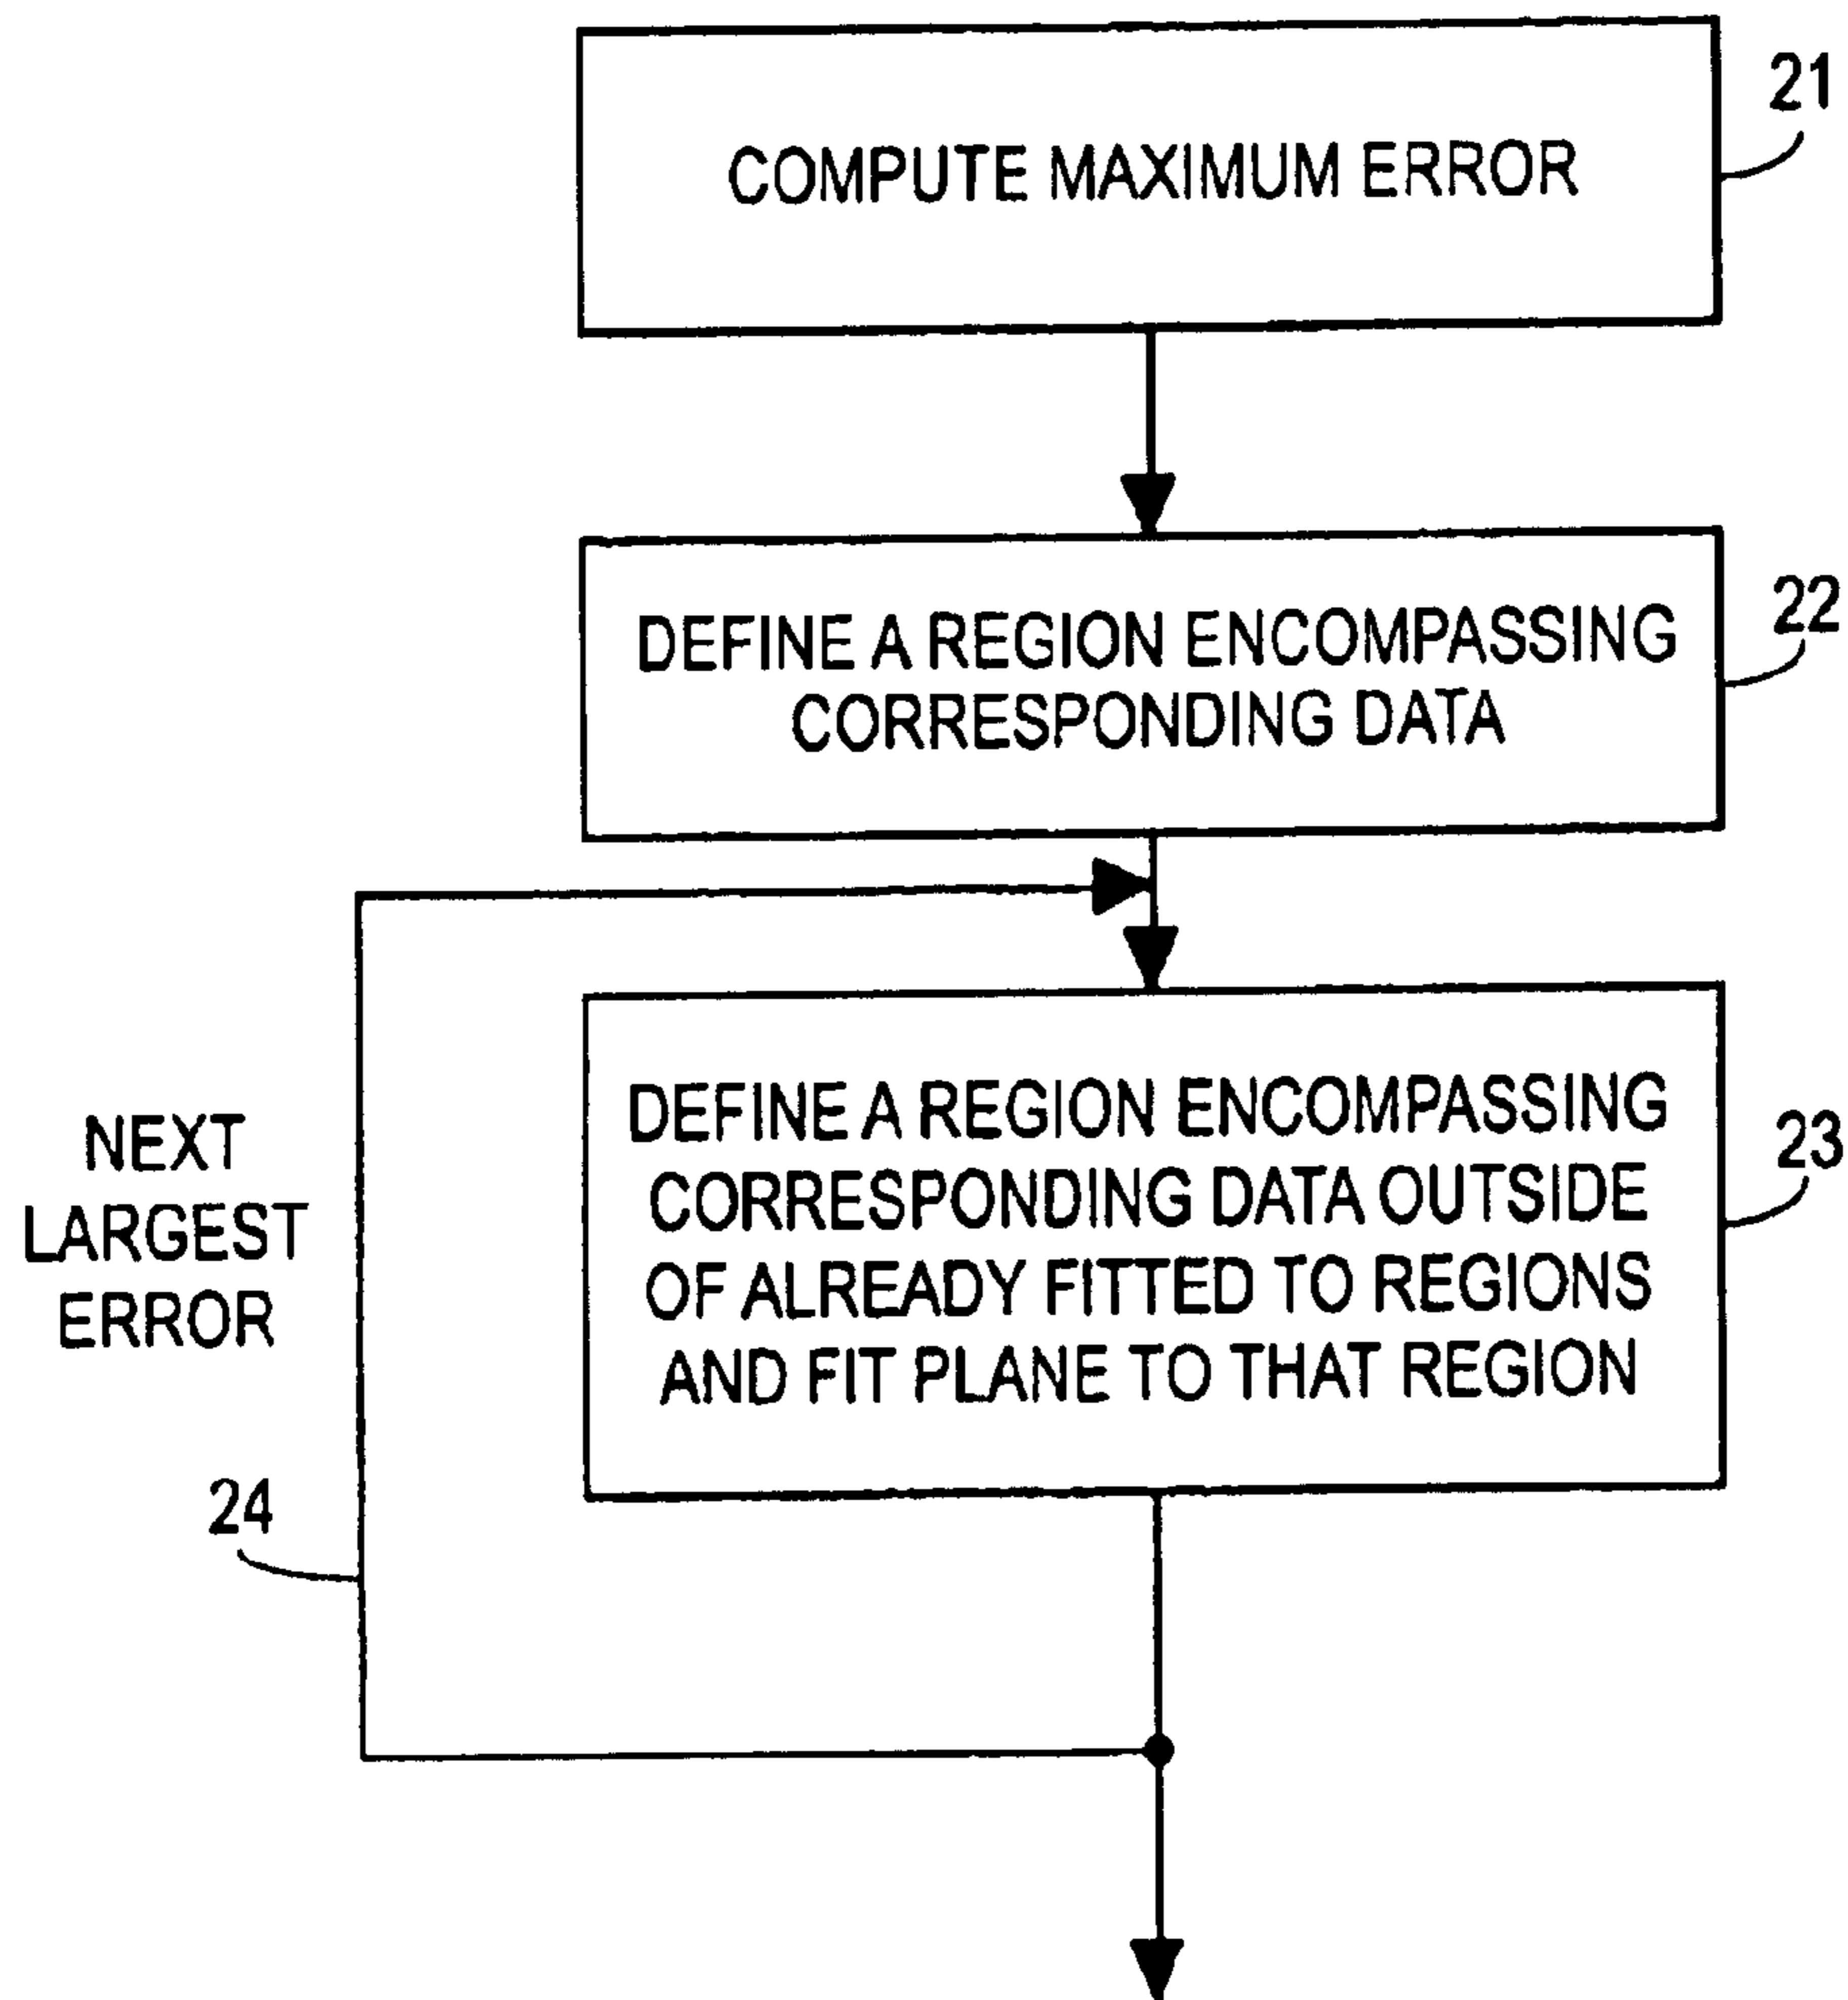 21
COMPUTE MAXIMUM ERROR
22
DEFINE A REGION ENCOMPASSING
CORRESPONDING DATA
23
DEFINE A REGION ENCOMPASSING
CORRESPONDING DATA OUTSIDE
OF ALREADY FITTED TO REGIONS
AND FIT PLANE TO THAT REGION
NEXT
LARGEST
ERROR
24